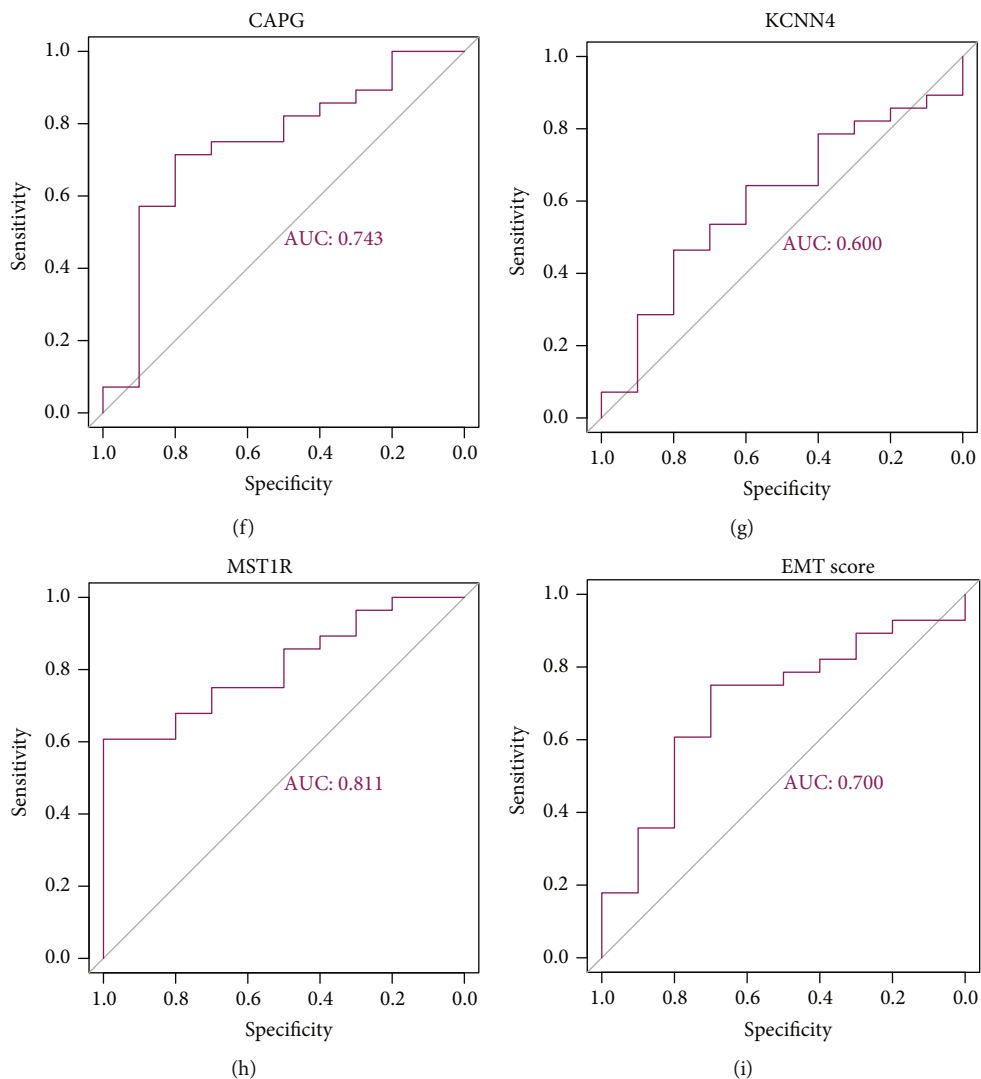 CAPG
1.0
0.8
0.6
0.4
0.2
0.0
Sensitivity
AUC: 0.743
1.0 0.8 0.6 0.4 0.2 0.0
Specificity
(f)
KCNN4
1.0
0.8
0.6
0.4
0.2
0.0
Sensitivity
AUC: 0.600
1.0 0.8 0.6 0.4 0.2 0.0
Specificity
(g)
MST1R
1.0
0.8
0.6
0.4
0.2
0.0
Sensitivity
AUC: 0.811
1.0 0.8 0.6 0.4 0.2 0.0
Specificity
(h)
EMT score
1.0
0.8
0.6
0.4
0.2
0.0
Sensitivity
AUC: 0.700
1.0 0.8 0.6 0.4 0.2 0.0
Specificity
(i)